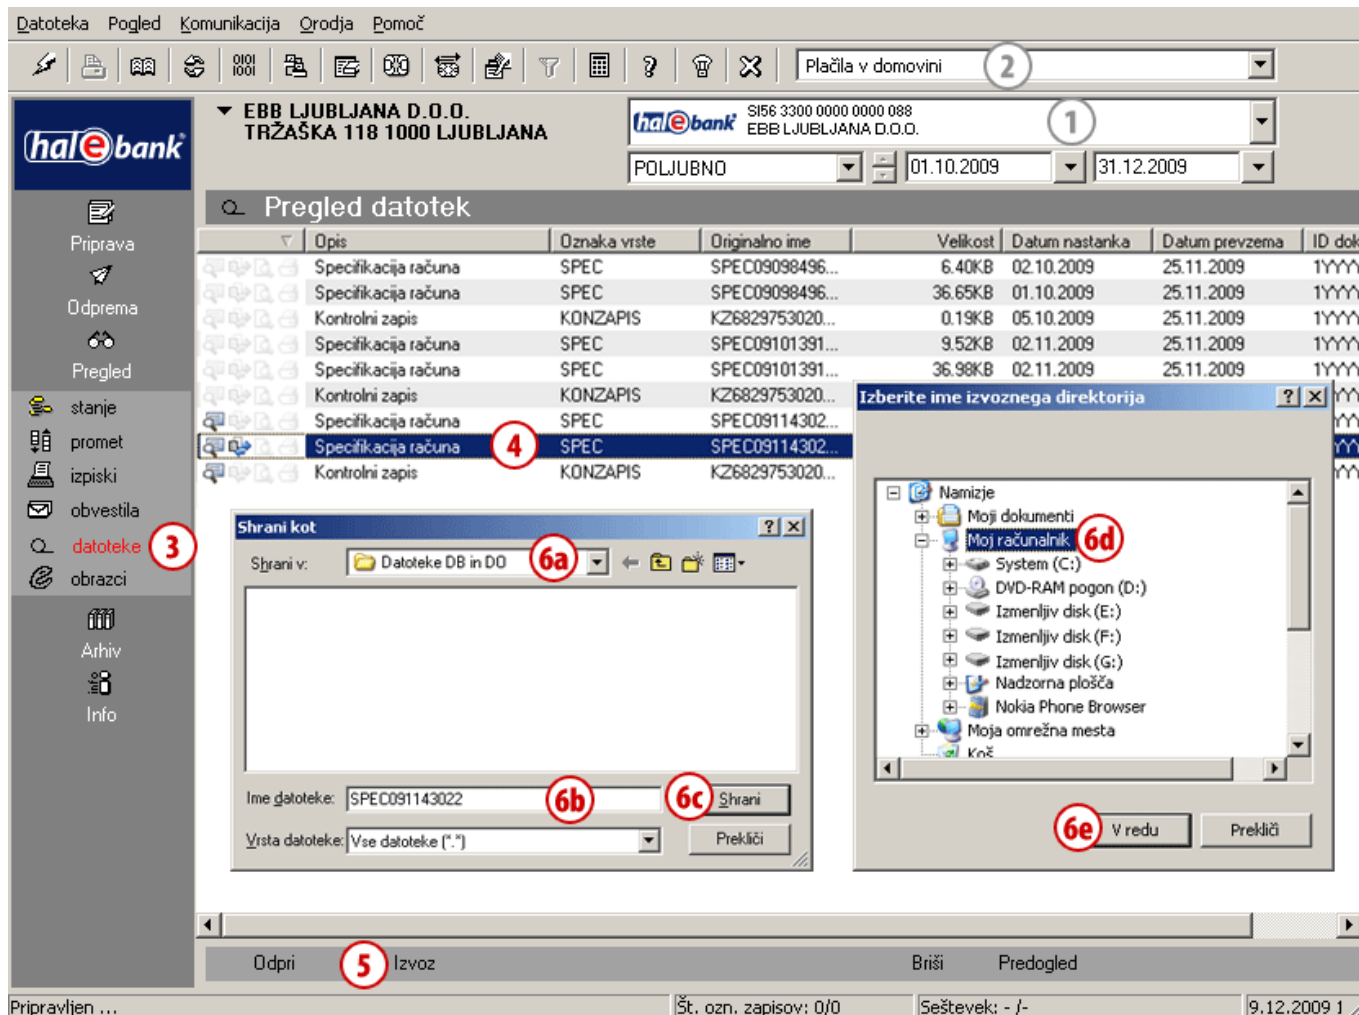 Datoteka Pogled Komunikacija Orodja Pomoč
Plačila v domovini 2
hal@bank
EBB LJUBLJANA D.O.O.
TRŽAŠKA 118 1000 LJUBLJANA
hal@bank SI56 3300 0000 0000 088
EBB LJUBLJANA D.O.O. 1
POLJUBNO 01.10.2009 31.12.2009
Pregled datotek
Opis Oznaka vrste Originalno ime Velikost Datum nastanka Datum prevzema ID dok
Specifikacija računa SPEC SPEC09098496... 6.40KB 02.10.2009 25.11.2009 1YYYY
Specifikacija računa SPEC SPEC09098496... 36.65KB 01.10.2009 25.11.2009 1YYYY
Kontrolni zapis KONZAPIS KZ6829753020... 0.19KB 05.10.2009 25.11.2009 1YYYY
Specifikacija računa SPEC SPEC09101391... 9.52KB 02.11.2009 25.11.2009 1YYYY
Specifikacija računa SPEC SPEC09101391... 36.98KB 02.11.2009 25.11.2009 1YYYY
Kontrolni zapis KONZAPIS KZ6829753020...
Specifikacija računa SPEC SPEC09114302...
Specifikacija računa 4 SPEC SPEC09114302...
Kontrolni zapis KONZAPIS KZ6829753020...
Priprava
Odprema
Pregled
stanje
promet
izpiski
obvestila
datoteke 3
obrazci
Arhiv
Info
Shrani kot
Shrani v: Datoteke DB in DO 6a
Ime datoteke: SPEC091143022 6b 6c Shrani
Vrsta datoteke: Vse datoteke (*.*) Prekliči
Izberite ime izvoznega direktorija
Namizje
Moji dokumenti
Moj računalnik 6d
System (C:)
DVD-RAM pogon (D:)
Izmenljiv disk (E:)
Izmenljiv disk (F:)
Izmenljiv disk (G:)
Nadzorna plošča
Nokia Phone Browser
Moja omrežna mesta
Koš
6e V redu Prekliči
Odpri 5 Izvoz Briši Predogled
Pripravljen ... Št. ozn. zapisov: 0/0 Seštevek: - /- 9.12.2009 1